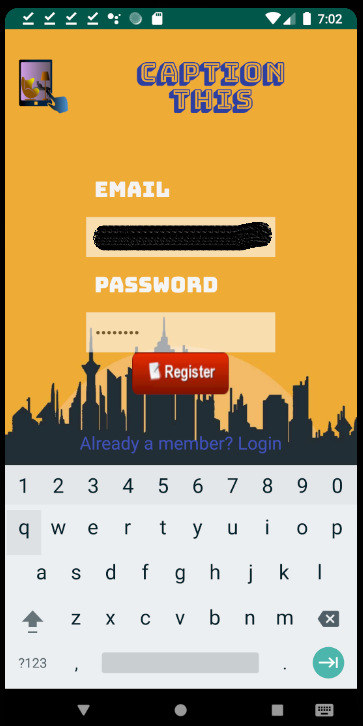 7:02
CAPTION
THIS
EMAIL
PASSWORD
••••••••
Register
Already a member? Login
1 2 3 4 5 6 7 8 9 0
q w e r t y u i o p
a s d f g h j k l
z x c v b n m
?123 , .